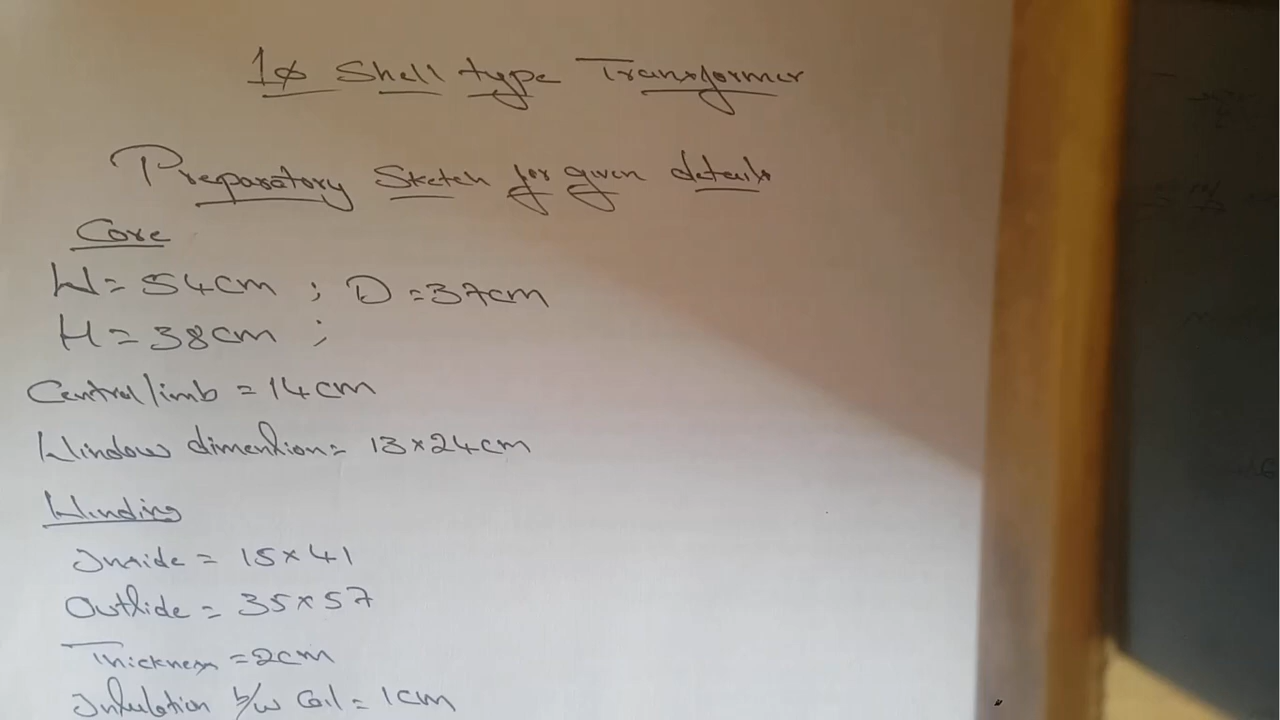 1φ Shell type Transformer
Preparatory Sketch for given details
Core
W = 54cm ; D = 37cm
H = 38cm ;
Central limb = 14cm
Window dimention = 13×24cm
Winding
Inside = 15×41
Outside = 35×57
Thickness = 2cm
Insulation b/w Coil = 1cm